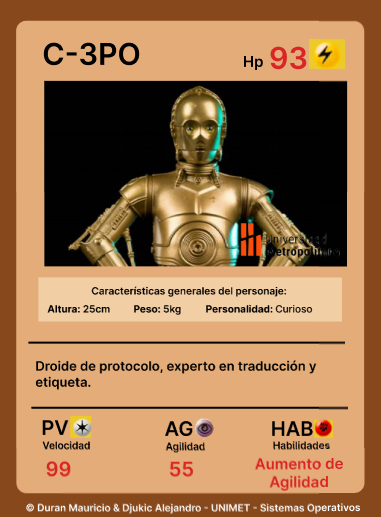 C-3PO
Hp 93
Universidad
Metropolitana
Características generales del personaje:
Altura: 25cm Peso: 5kg Personalidad: Curioso
Droide de protocolo, experto en traducción y
etiqueta.
PV AG HAB
Velocidad Agilidad Habilidades
99 55 Aumento de
Agilidad
© Duran Mauricio & Djukic Alejandro - UNIMET - Sistemas Operativos